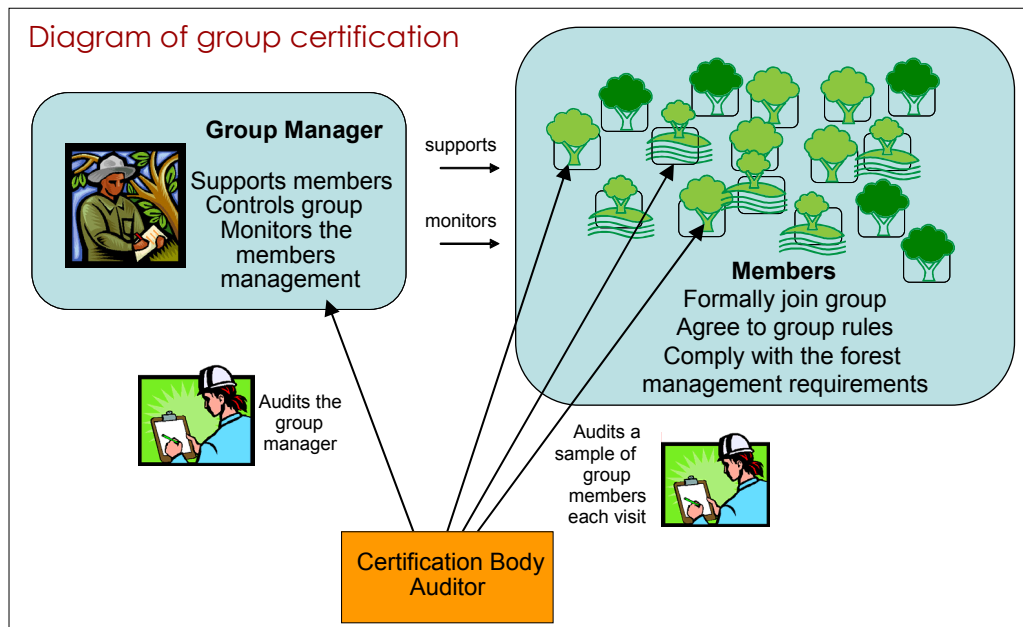 Diagram of group certification
Group Manager
Supports members
Controls group
Monitors the
members
management
supports
monitors
Members
Formally join group
Agree to group rules
Comply with the forest
management requirements
Audits the
group
manager
Audits a
sample of
group
members
each visit
Certification Body
Auditor